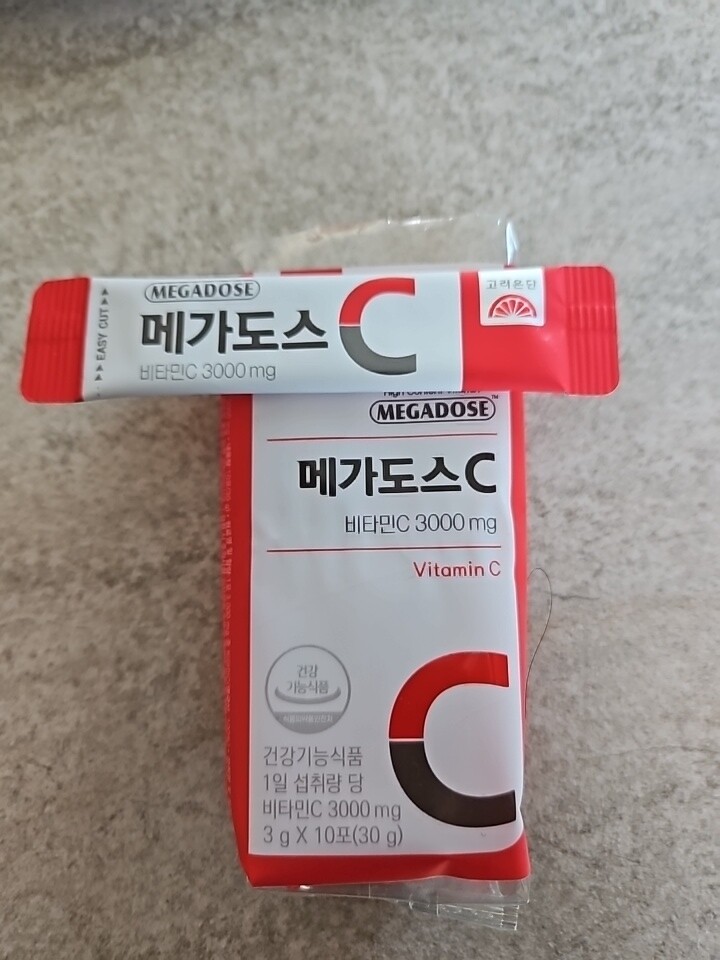 ▲▲ EASY CUT ▲▲
MEGADOSE
메가도스 C
비타민C 3000 mg
고려은단
MEGADOSE™
메가도스C
비타민C 3000 mg
Vitamin C
건강
기능식품
C
건강기능식품
1일 섭취량 당
비타민C 3000 mg
3 g X 10포(30 g)